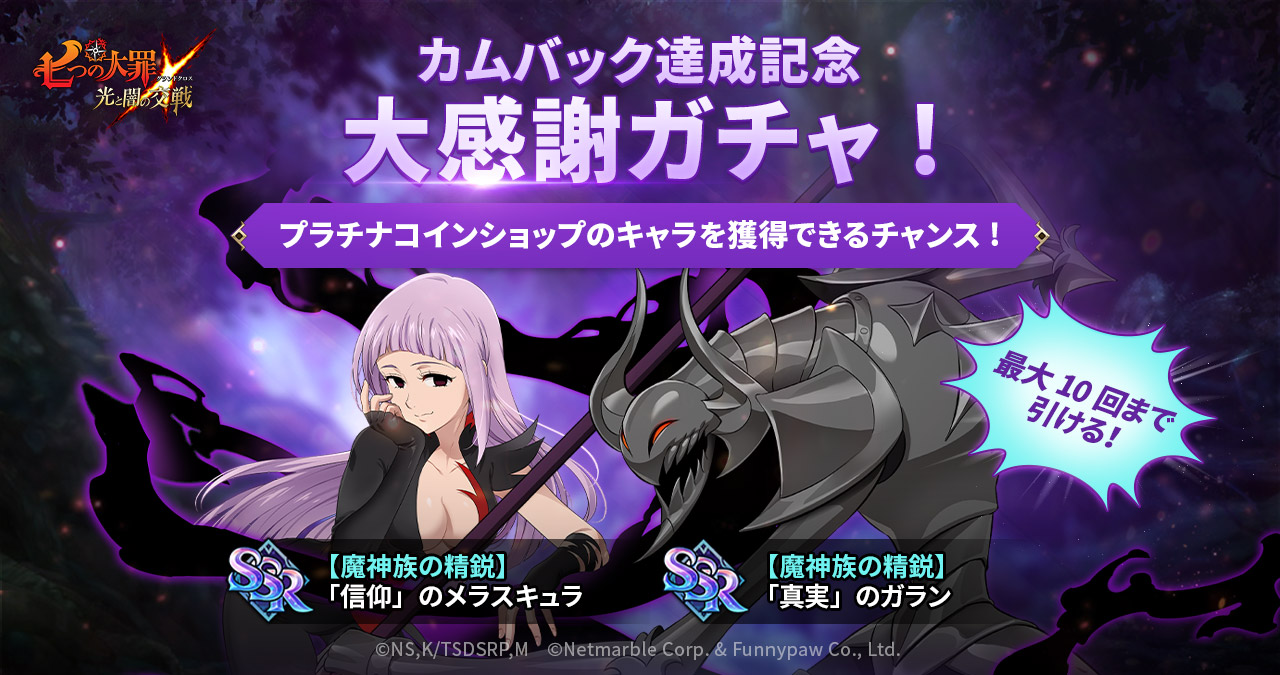 七つの大罪
グランドクロス
光と闇の交戦
カムバック達成記念
大感謝ガチャ！
プラチナコインショップのキャラを獲得できるチャンス！
最大10回まで
引ける！
SSR
【魔神族の精鋭】
「信仰」のメラスキュラ
SSR
【魔神族の精鋭】
「真実」のガラン
©NS,K/TSDSRP,M ©Netmarble Corp. & Funnypaw Co., Ltd.